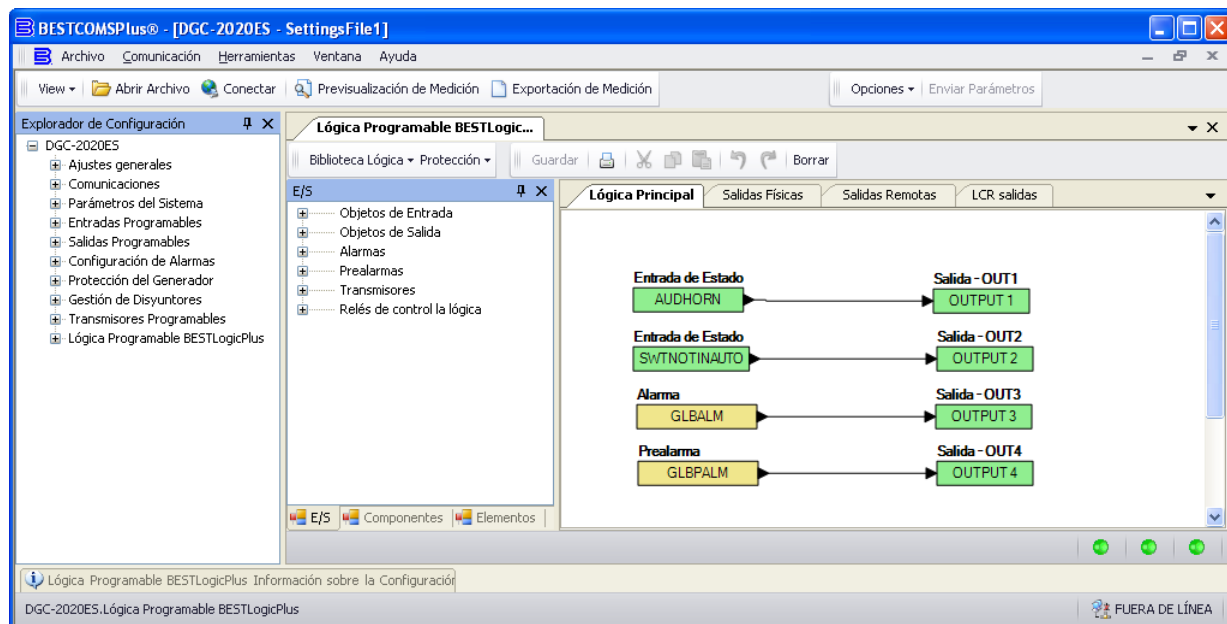 BESTCOMSPlus® - [DGC-2020ES - SettingsFile1]
Archivo Comunicación Herramientas Ventana Ayuda
View Abrir Archivo Conectar Previsualización de Medición Exportación de Medición Opciones Enviar Parámetros
Explorador de Configuración
DGC-2020ES
Ajustes generales
Comunicaciones
Parámetros del Sistema
Entradas Programables
Salidas Programables
Configuración de Alarmas
Protección del Generador
Gestión de Disyuntores
Transmisores Programables
Lógica Programable BESTLogicPlus
Lógica Programable BESTLogic...
Biblioteca Lógica Protección Guardar Borrar
E/S
Objetos de Entrada
Objetos de Salida
Alarmas
Prealarmas
Transmisores
Relés de control la lógica
E/S Componentes Elementos
Lógica Principal Salidas Físicas Salidas Remotas LCR salidas
Entrada de Estado Salida - OUT1
AUDHORN OUTPUT 1
Entrada de Estado Salida - OUT2
SWTNOTINAUTO OUTPUT 2
Alarma Salida - OUT3
GLBALM OUTPUT 3
Prealarma Salida - OUT4
GLBPALM OUTPUT 4
Lógica Programable BESTLogicPlus Información sobre la Configuración
DGC-2020ES.Lógica Programable BESTLogicPlus FUERA DE LÍNEA